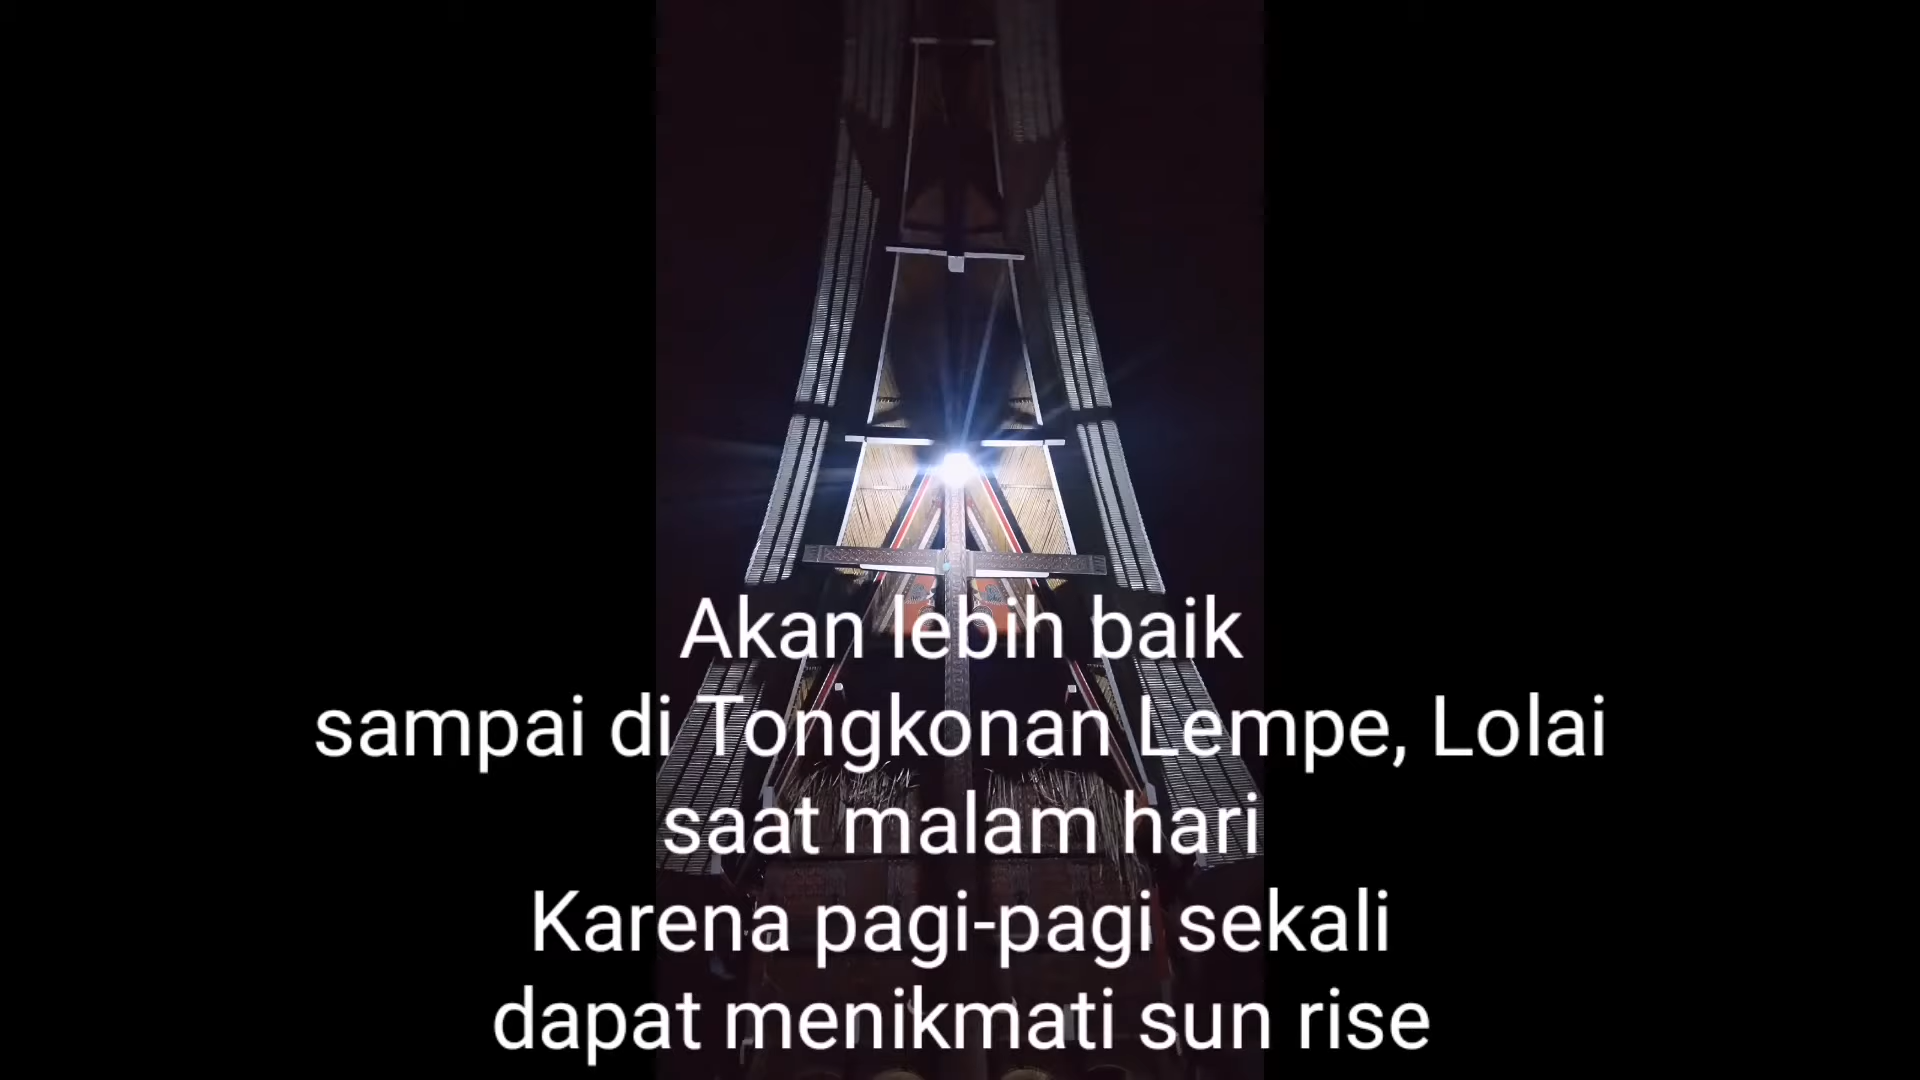 Akan lebih baik
sampai di Tongkonan Lempe, Lolai
saat malam hari
Karena pagi-pagi sekali
dapat menikmati sun rise